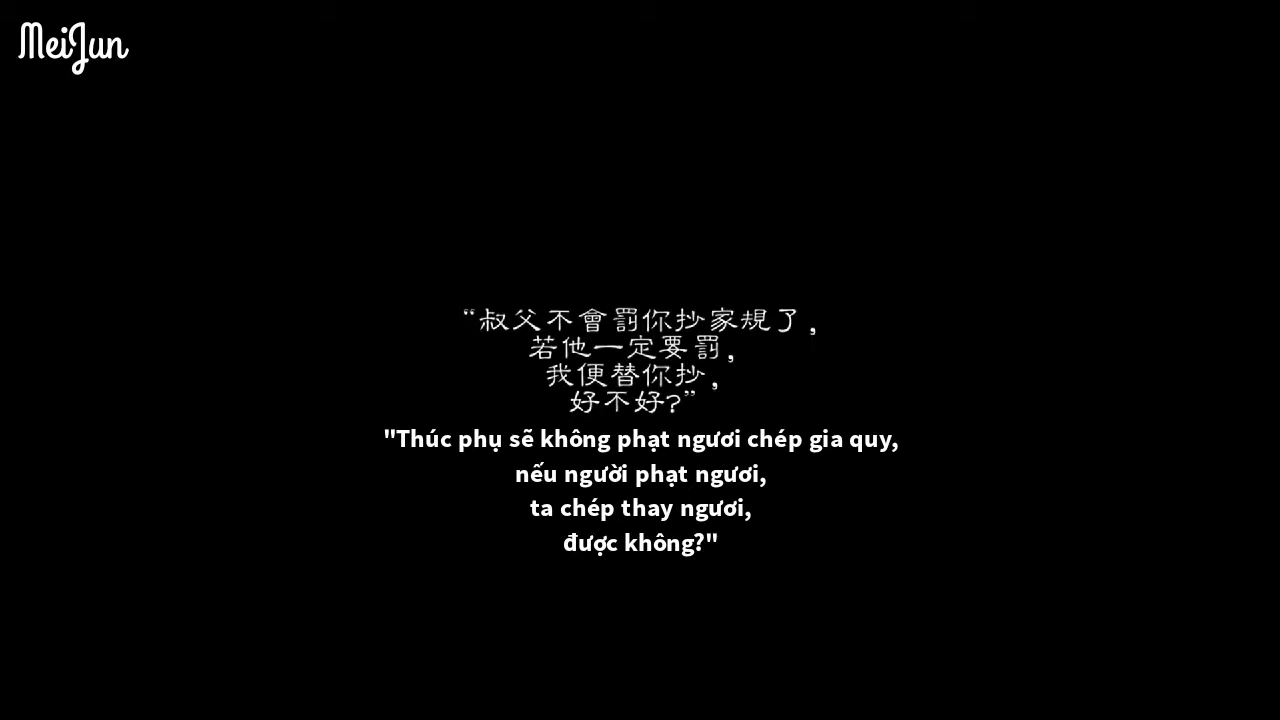 MeiJun
“叔父不會罰你抄家規了，
若他一定要罰，
我便替你抄，
好不好?”
"Thúc phụ sẽ không phạt ngươi chép gia quy,
nếu người phạt ngươi,
ta chép thay ngươi,
được không?"